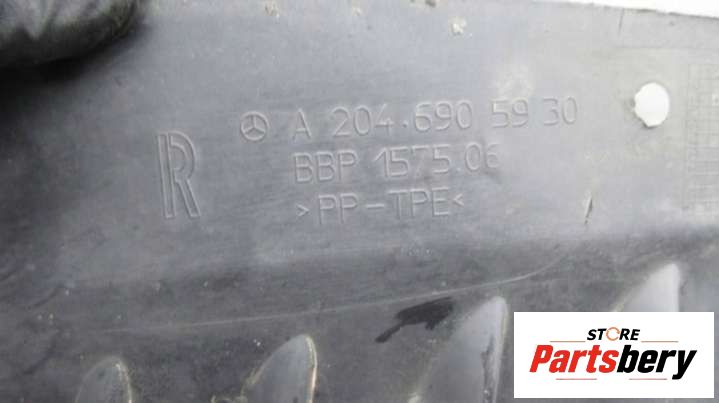 A 204 690 59 30
R
BBP 1575.06
>PP-TPE<
STORE
Partsbery